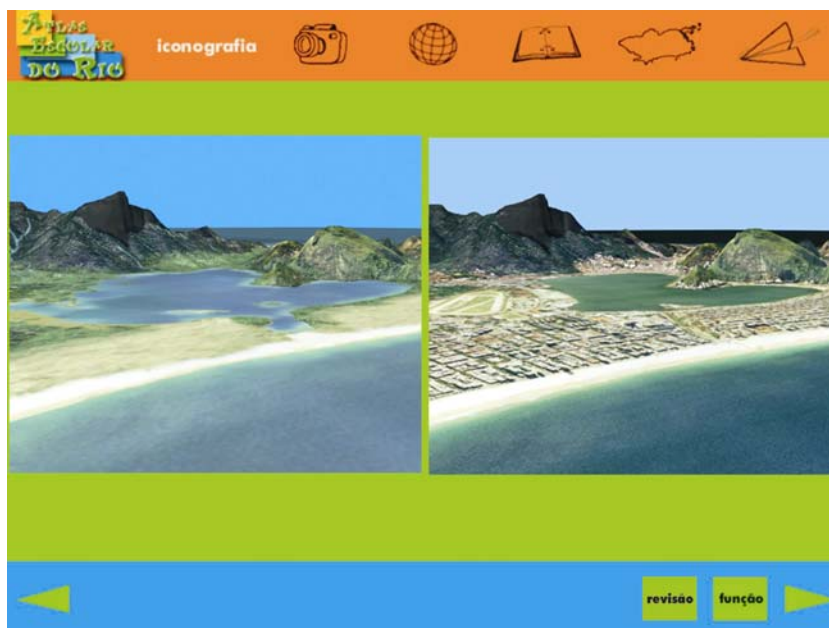 Atlas
Escolar
do Rio
iconografia
revisão
função